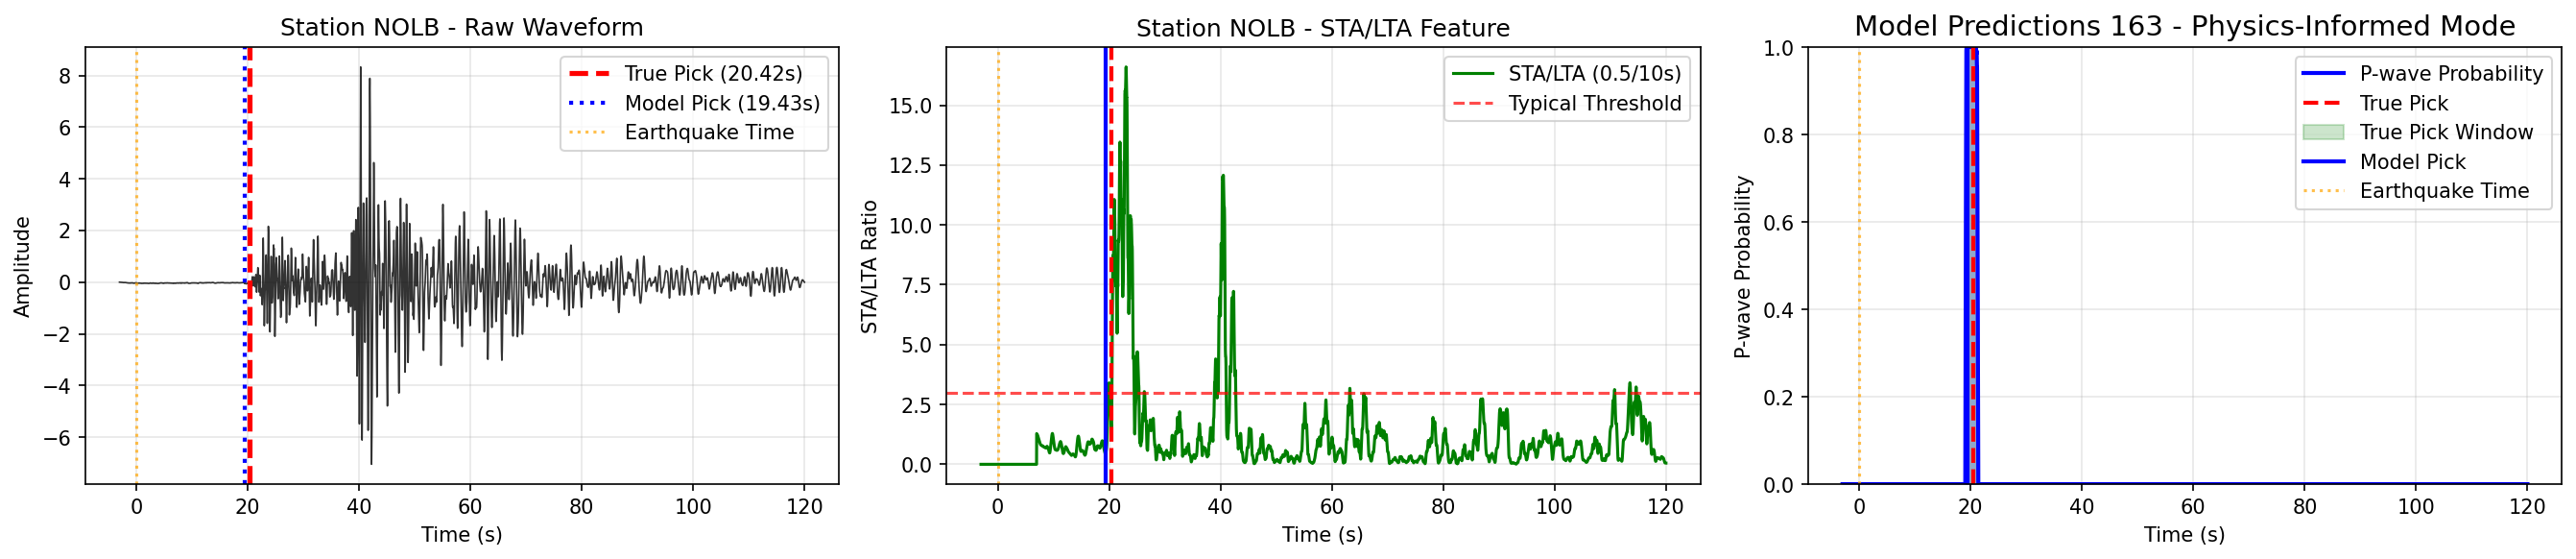 Station NOLB - Raw Waveform
8
6
4
2
0
−2
−4
−6
Amplitude
True Pick (20.42s)
Model Pick (19.43s)
Earthquake Time
0 20 40 60 80 100 120
Time (s)
Station NOLB - STA/LTA Feature
15.0
12.5
10.0
7.5
5.0
2.5
0.0
STA/LTA Ratio
STA/LTA (0.5/10s)
Typical Threshold
0 20 40 60 80 100 120
Time (s)
Model Predictions 163 - Physics-Informed Mode
1.0
0.8
0.6
0.4
0.2
0.0
P-wave Probability
P-wave Probability
True Pick
True Pick Window
Model Pick
Earthquake Time
0 20 40 60 80 100 120
Time (s)